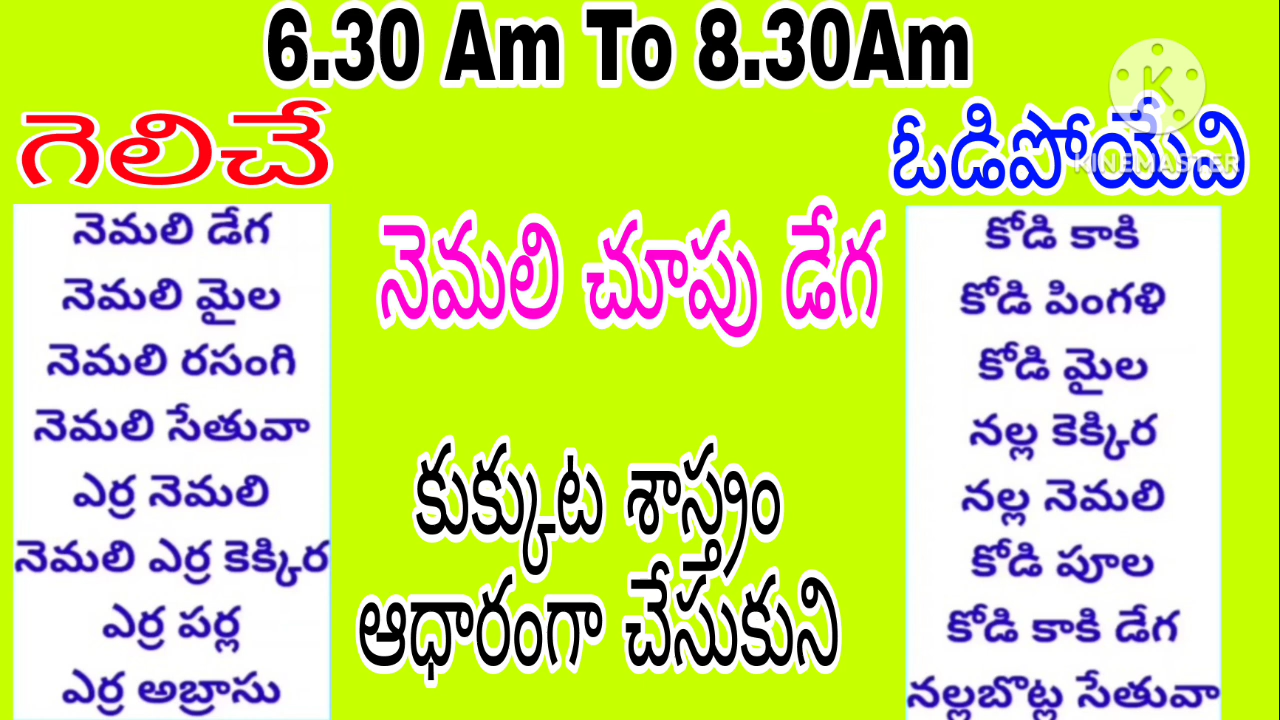 6.30 Am To 8.30Am
గెలిచే
నెమలి డేగ
నెమలి మైల
నెమలి రసంగి
నెమలి సేతువా
ఎర్ర నెమలి
నెమలి ఎర్ర కెక్కిర
ఎర్ర పర్ల
ఎర్ర అబ్రాసు
నెమలి చూపు డేగ
కుక్కుట శాస్త్రం
ఆధారంగా చేసుకుని
ఓడిపోయేవి
KINEMASTER
కోడి కాకి
కోడి పింగళి
కోడి మైల
నల్ల కెక్కిర
నల్ల నెమలి
కోడి పూల
కోడి కాకి డేగ
నల్లబొట్ల సేతువా